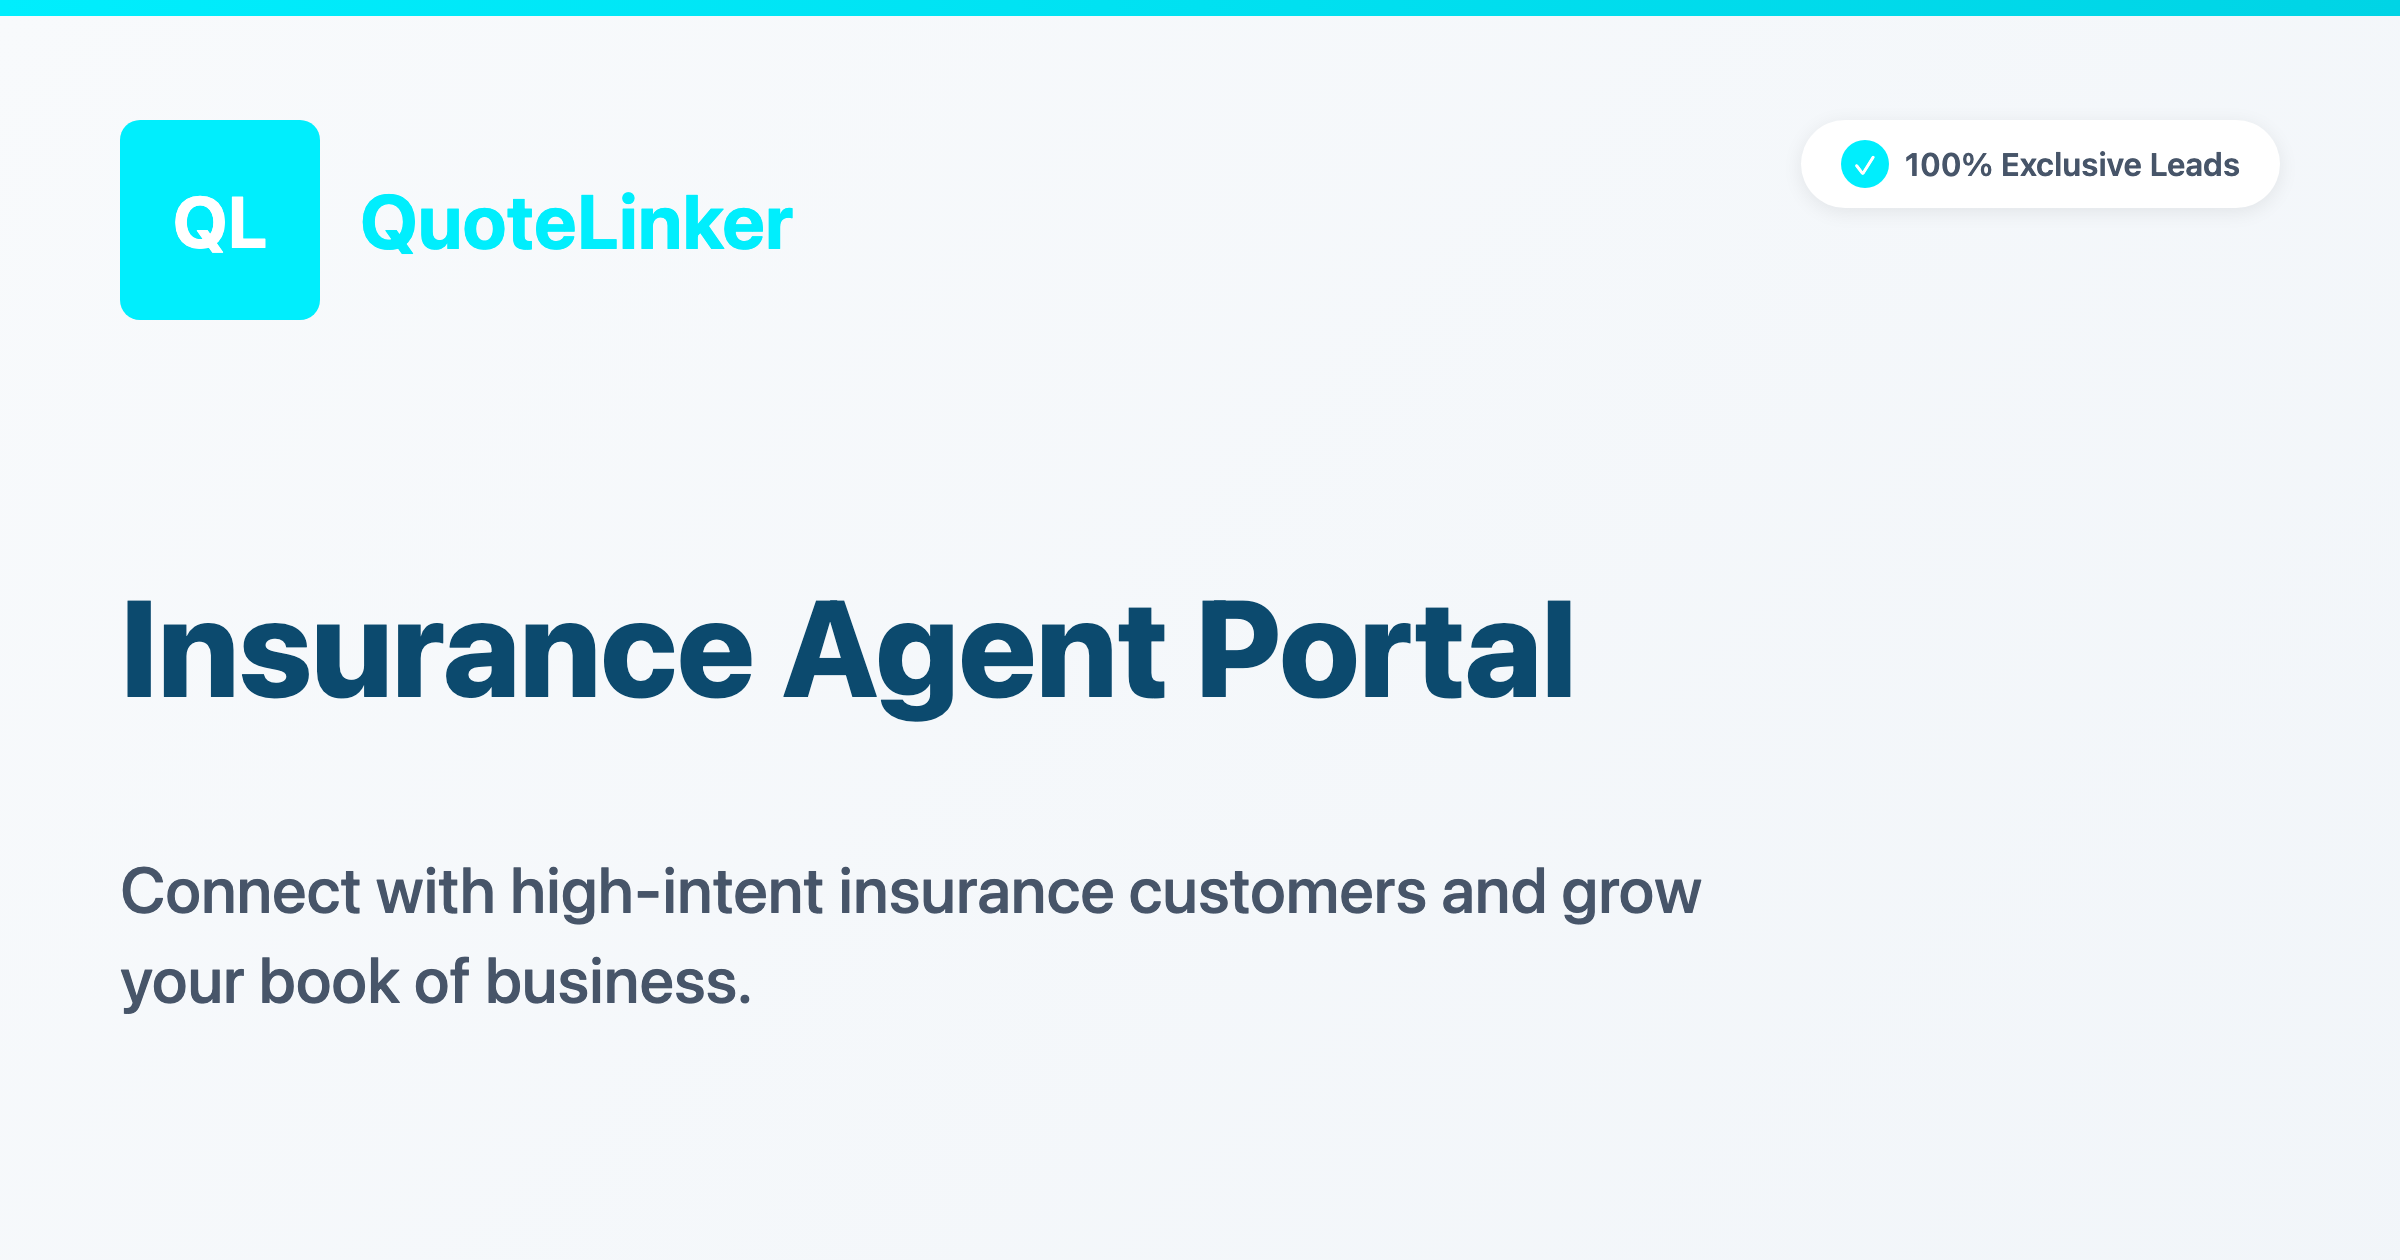 QL
QuoteLinker
100% Exclusive Leads
Insurance Agent Portal
Connect with high-intent insurance customers and grow
your book of business.